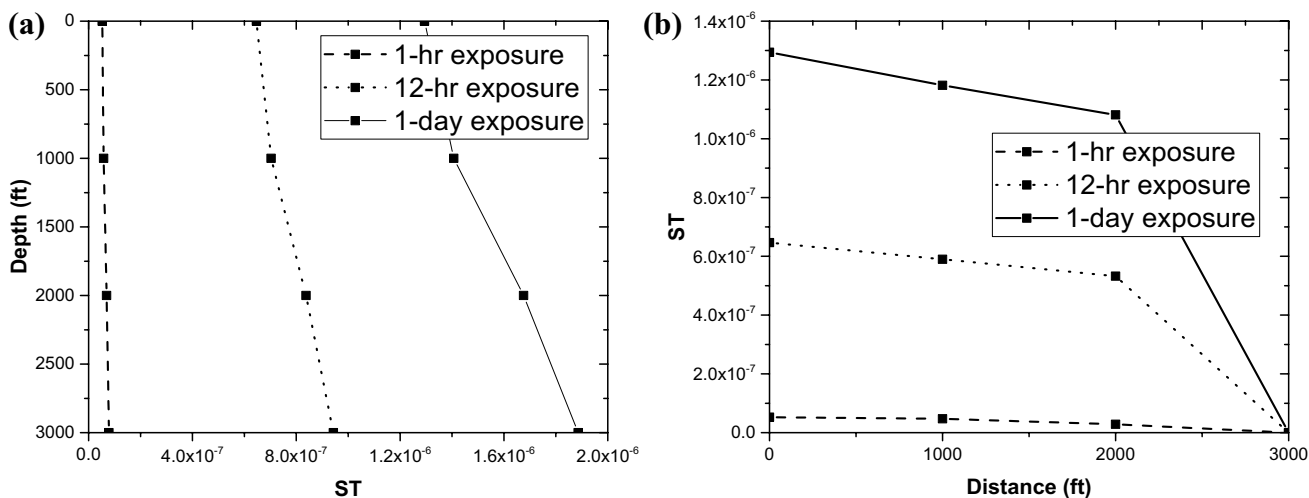 (a)
0
500
1000
1500
2000
2500
3000
Depth (ft)
1-hr exposure
12-hr exposure
1-day exposure
0.0
4.0x10⁻⁷
8.0x10⁻⁷
1.2x10⁻⁶
1.6x10⁻⁶
2.0x10⁻⁶
ST
(b)
1.4x10⁻⁶
1.2x10⁻⁶
1.0x10⁻⁶
8.0x10⁻⁷
6.0x10⁻⁷
4.0x10⁻⁷
2.0x10⁻⁷
0.0
ST
1-hr exposure
12-hr exposure
1-day exposure
0
1000
2000
3000
Distance (ft)